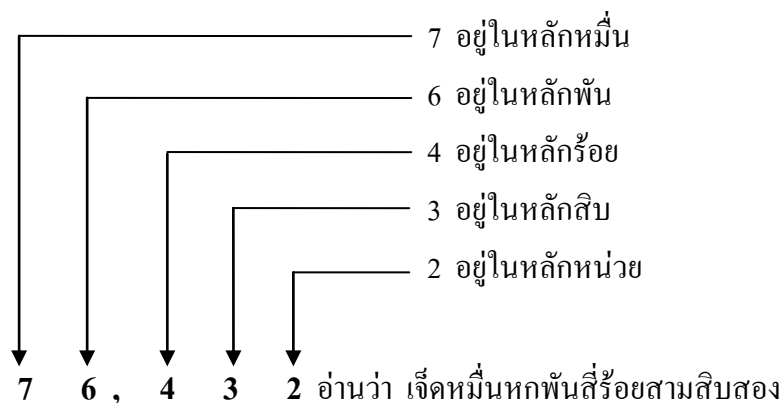 7 อยู่ในหลักหมื่น
6 อยู่ในหลักพัน
4 อยู่ในหลักร้อย
3 อยู่ในหลักสิบ
2 อยู่ในหลักหน่วย
7 6 , 4 3 2 อ่านว่า เจ็ดหมื่นหกพันสี่ร้อยสามสิบสอง